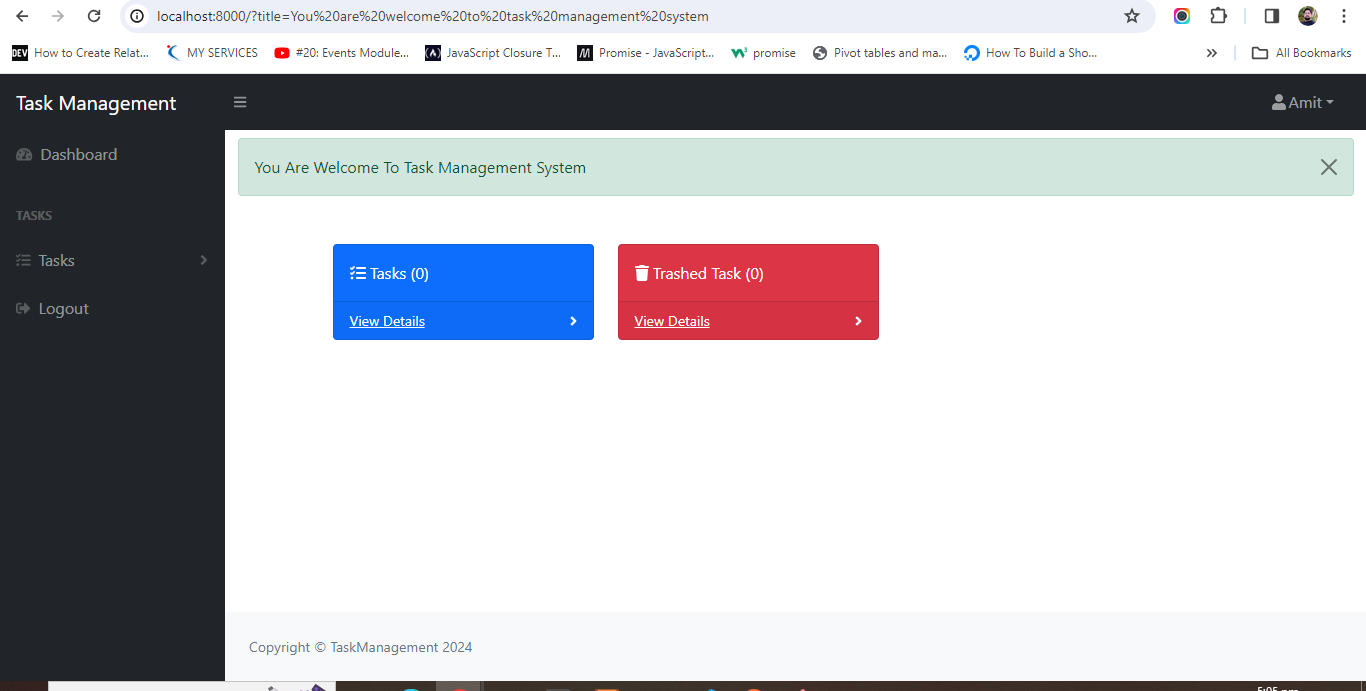 localhost:8000/?title=You%20are%20welcome%20to%20task%20management%20system
DEV How to Create Relat... MY SERVICES #20: Events Module... JavaScript Closure T... Promise - JavaScript... promise Pivot tables and ma... How To Build a Sho... » All Bookmarks
Task Management Amit
Dashboard
You Are Welcome To Task Management System
TASKS
Tasks
Logout
Tasks (0)
View Details
Trashed Task (0)
View Details
Copyright © TaskManagement 2024
5:05 pm